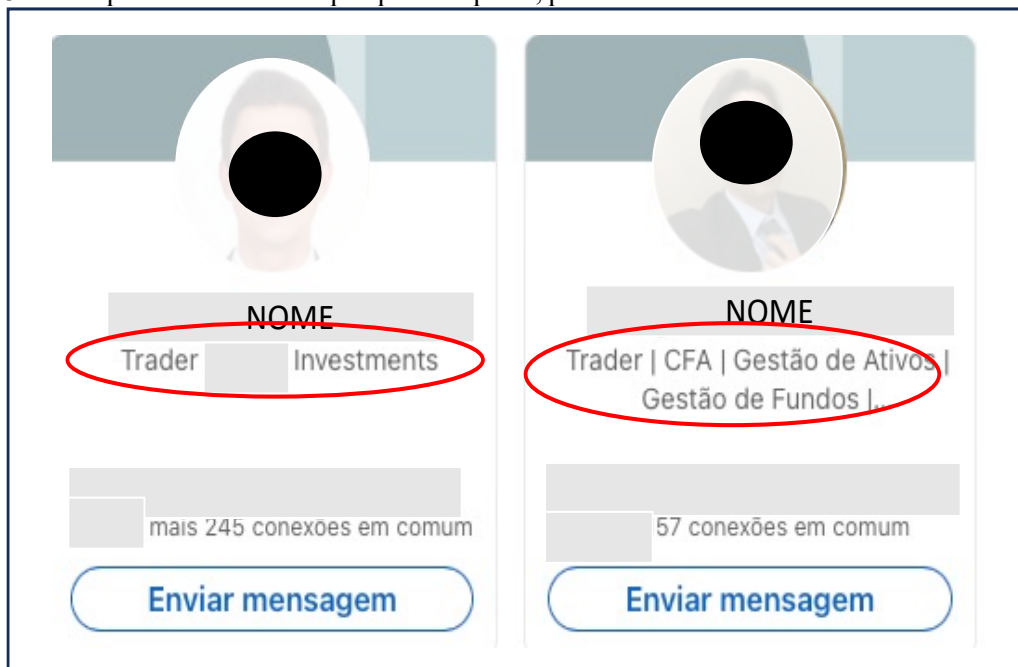 NOME
Trader Investments
mais 245 conexões em comum
Enviar mensagem
NOME
Trader | CFA | Gestão de Ativos |
Gestão de Fundos |...
57 conexões em comum
Enviar mensagem